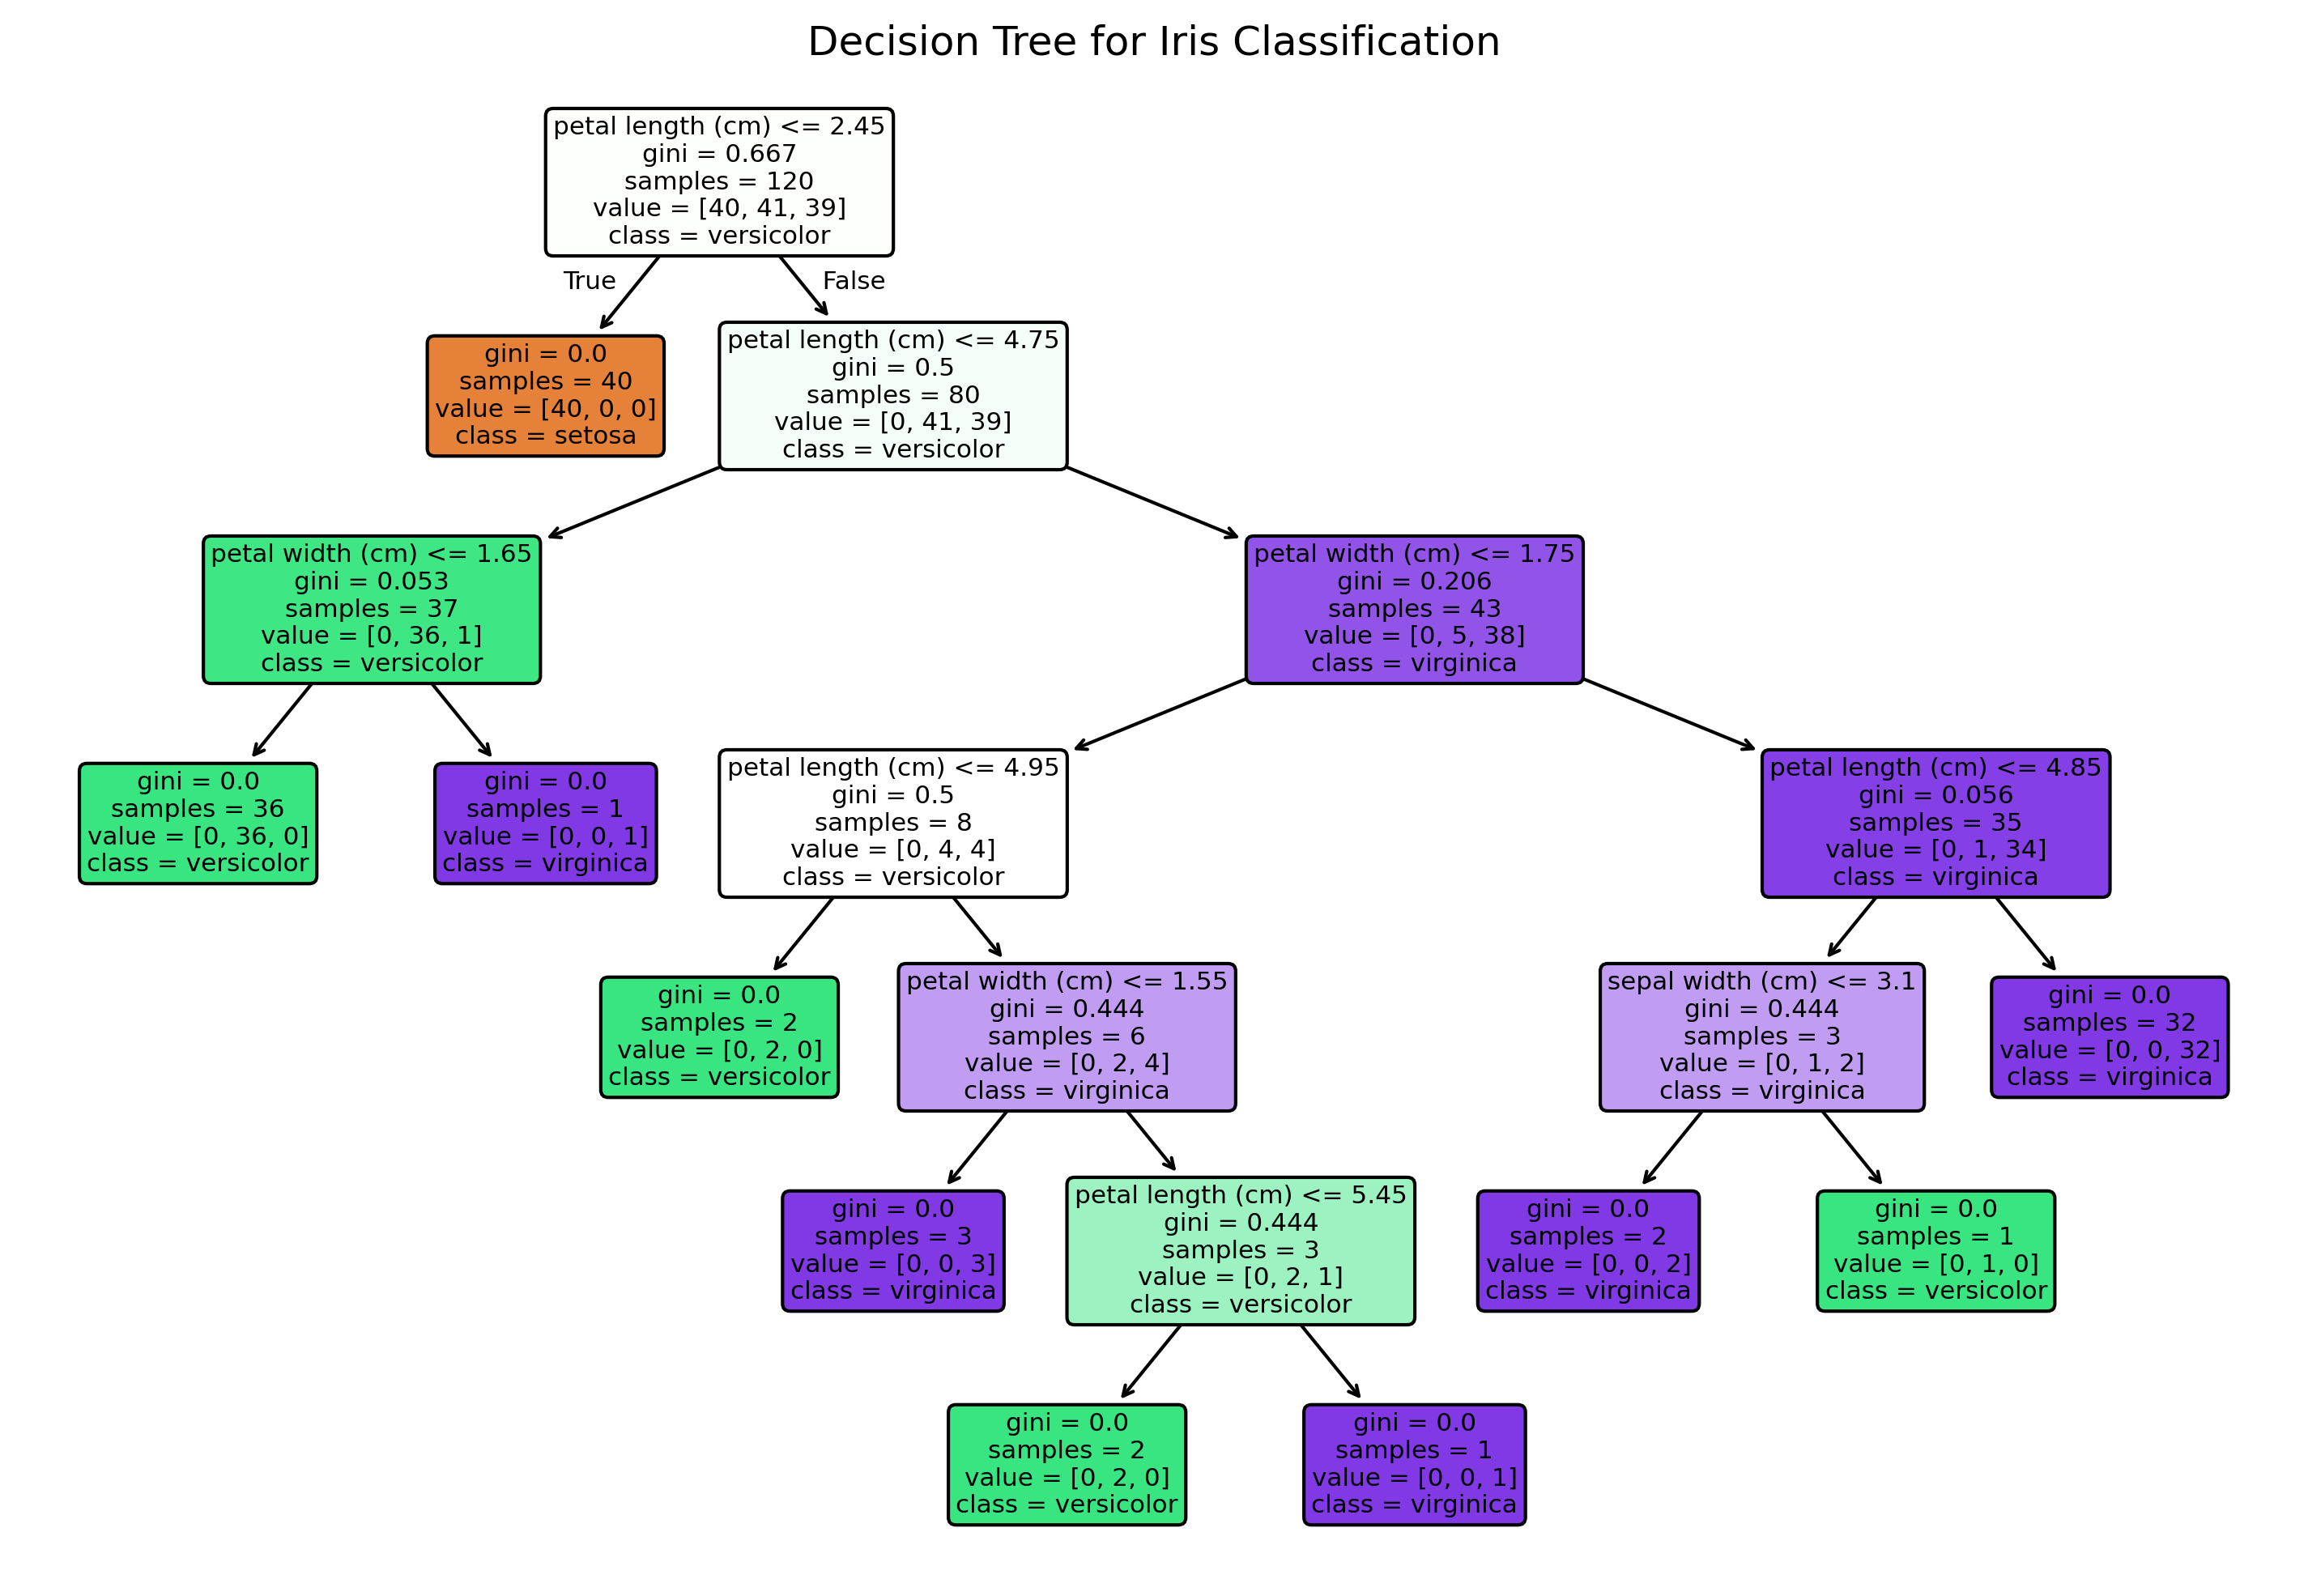 Decision Tree for Iris Classification
petal length (cm) <= 2.45
gini = 0.667
samples = 120
value = [40, 41, 39]
class = versicolor
True
False
gini = 0.0
samples = 40
value = [40, 0, 0]
class = setosa
petal length (cm) <= 4.75
gini = 0.5
samples = 80
value = [0, 41, 39]
class = versicolor
petal width (cm) <= 1.65
gini = 0.053
samples = 37
value = [0, 36, 1]
class = versicolor
petal width (cm) <= 1.75
gini = 0.206
samples = 43
value = [0, 5, 38]
class = virginica
gini = 0.0
samples = 36
value = [0, 36, 0]
class = versicolor
gini = 0.0
samples = 1
value = [0, 0, 1]
class = virginica
petal length (cm) <= 4.95
gini = 0.5
samples = 8
value = [0, 4, 4]
class = versicolor
petal length (cm) <= 4.85
gini = 0.056
samples = 35
value = [0, 1, 34]
class = virginica
gini = 0.0
samples = 2
value = [0, 2, 0]
class = versicolor
petal width (cm) <= 1.55
gini = 0.444
samples = 6
value = [0, 2, 4]
class = virginica
sepal width (cm) <= 3.1
gini = 0.444
samples = 3
value = [0, 1, 2]
class = virginica
gini = 0.0
samples = 32
value = [0, 0, 32]
class = virginica
gini = 0.0
samples = 3
value = [0, 0, 3]
class = virginica
petal length (cm) <= 5.45
gini = 0.444
samples = 3
value = [0, 2, 1]
class = versicolor
gini = 0.0
samples = 2
value = [0, 0, 2]
class = virginica
gini = 0.0
samples = 1
value = [0, 1, 0]
class = versicolor
gini = 0.0
samples = 2
value = [0, 2, 0]
class = versicolor
gini = 0.0
samples = 1
value = [0, 0, 1]
class = virginica